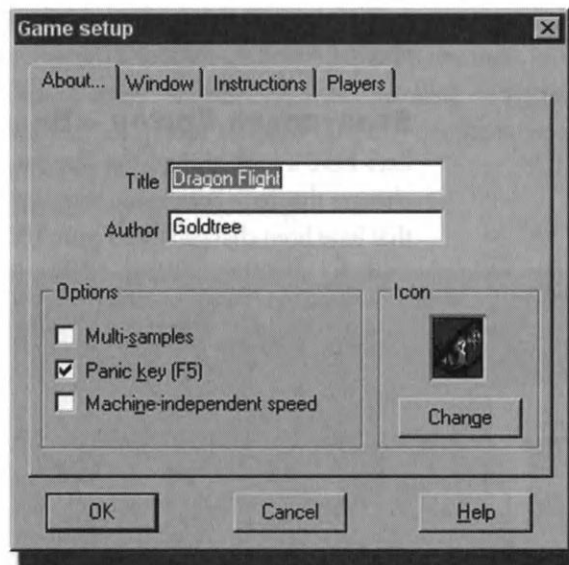 Game setup
About... Window Instructions Players
Title Dragon Flight
Author Goldtree
Options
Multi-samples
Panic key (F5)
Machine-independent speed
Icon
Change
OK Cancel Help